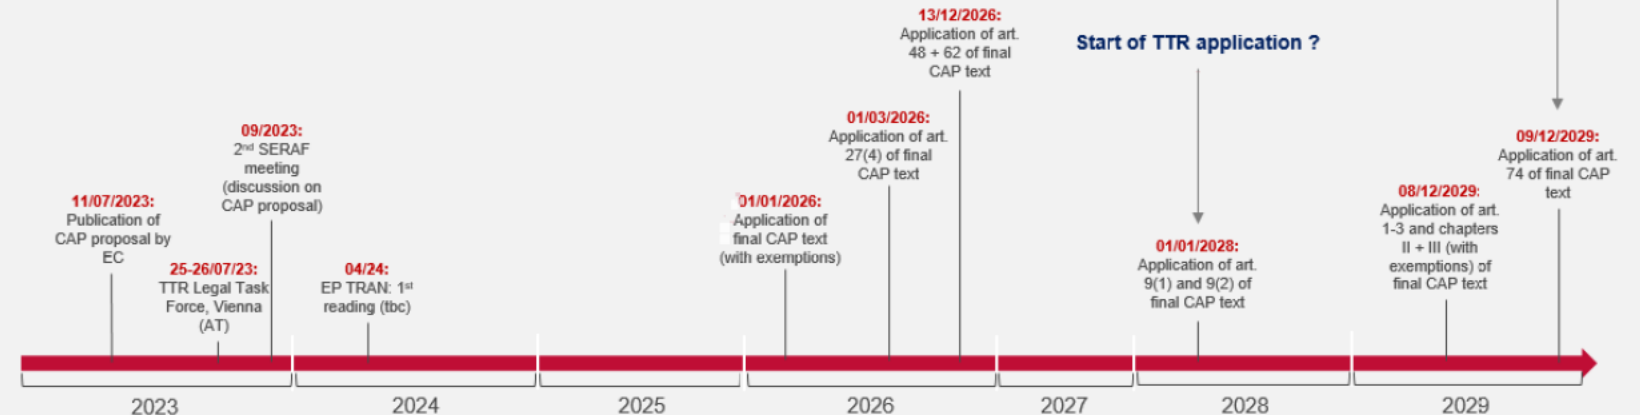 11/07/2023:
Publication of
CAP proposal by
EC
25-26/07/23:
TTR Legal Task
Force, Vienna
(AT)
09/2023:
2nd SERAF
meeting
(discussion on
CAP proposal)
04/24:
EP TRAN: 1st
reading (tbc)
01/01/2026:
Application of
final CAP text
(with exemptions)
01/03/2026:
Application of art.
27(4) of final
CAP text
13/12/2026:
Application of art.
48 + 62 of final
CAP text
Start of TTR application ?
01/01/2028:
Application of art.
9(1) and 9(2) of
final CAP text
08/12/2029:
Application of art.
1-3 and chapters
II + III (with
exemptions) of
final CAP text
09/12/2029:
Application of art.
74 of final CAP
text
2023
2024
2025
2026
2027
2028
2029